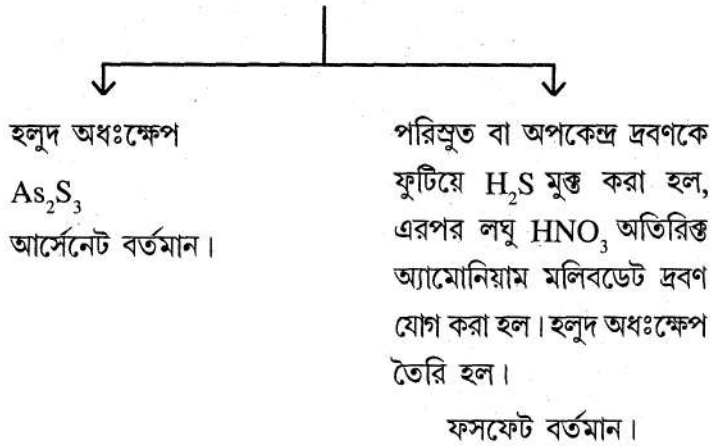 হলুদ অধঃক্ষেপ
As₂S₃
আর্সেনেট বর্তমান।
পরিস্রুত বা অপকেন্দ্র দ্রবণকে
ফুটিয়ে H₂S মুক্ত করা হল,
এরপর লঘু HNO₃ অতিরিক্ত
অ্যামোনিয়াম মলিবডেট দ্রবণ
যোগ করা হল। হলুদ অধঃক্ষেপ
তৈরি হল।
ফসফেট বর্তমান।